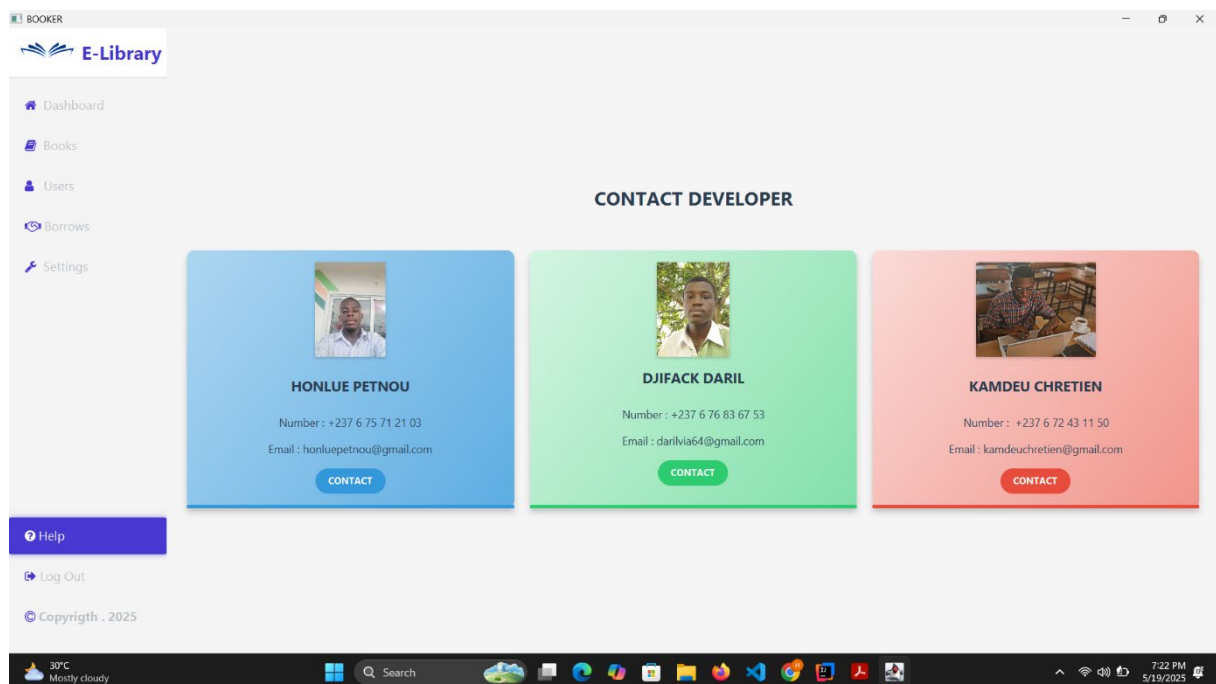 BOOKER
E-Library
Dashboard
Books
Users
Borrows
Settings
CONTACT DEVELOPER
HONLUE PETNOU
Number : +237 6 75 71 21 03
Email : honluepetnou@gmail.com
CONTACT
DJIFACK DARIL
Number : +237 6 76 83 67 53
Email : darilvia64@gmail.com
CONTACT
KAMDEU CHRETIEN
Number : +237 6 72 43 11 50
Email : kamdeuchretien@gmail.com
CONTACT
Help
Log Out
© Copyrigth . 2025
30°C
Mostly cloudy
Search
7:22 PM
5/19/2025